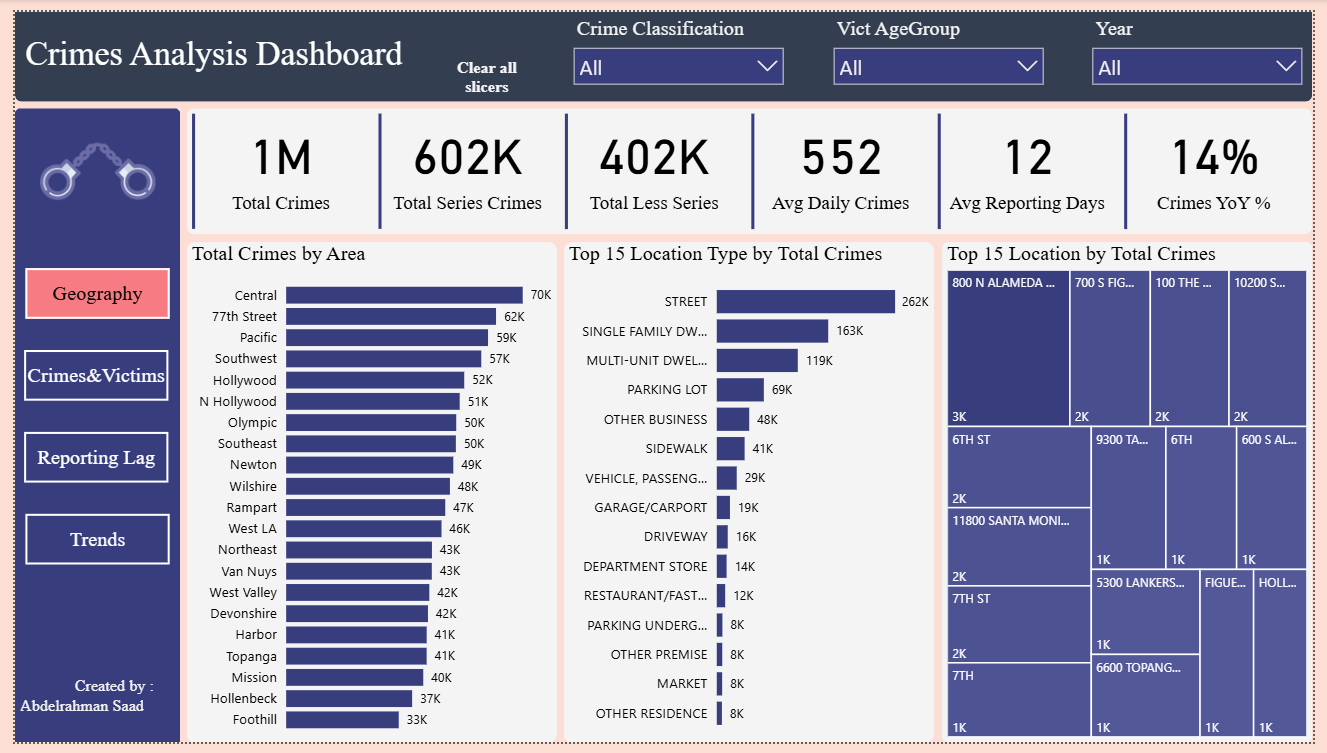 Crimes Analysis Dashboard
Clear all
slicers
Crime Classification
All
Vict AgeGroup
All
Year
All
Geography
Crimes&Victims
Reporting Lag
Trends
Created by :
Abdelrahman Saad
1M
Total Crimes
602K
Total Series Crimes
402K
Total Less Series
552
Avg Daily Crimes
12
Avg Reporting Days
14%
Crimes YoY %
Total Crimes by Area
Central 70K
77th Street 62K
Pacific 59K
Southwest 57K
Hollywood 52K
N Hollywood 51K
Olympic 50K
Southeast 50K
Newton 49K
Wilshire 48K
Rampart 47K
West LA 46K
Northeast 43K
Van Nuys 43K
West Valley 42K
Devonshire 42K
Harbor 41K
Topanga 41K
Mission 40K
Hollenbeck 37K
Foothill 33K
Top 15 Location Type by Total Crimes
STREET 262K
SINGLE FAMILY DW... 163K
MULTI-UNIT DWEL... 119K
PARKING LOT 69K
OTHER BUSINESS 48K
SIDEWALK 41K
VEHICLE, PASSENG... 29K
GARAGE/CARPORT 19K
DRIVEWAY 16K
DEPARTMENT STORE 14K
RESTAURANT/FAST... 12K
PARKING UNDERG... 8K
OTHER PREMISE 8K
MARKET 8K
OTHER RESIDENCE 8K
Top 15 Location by Total Crimes
800 N ALAMEDA ...
3K
700 S FIG...
2K
100 THE ...
2K
10200 S...
2K
6TH ST
2K
11800 SANTA MONI...
2K
7TH ST
2K
7TH
1K
9300 TA...
1K
6TH
1K
600 S AL...
1K
5300 LANKERS...
1K
6600 TOPANG...
1K
FIGUE...
1K
HOLL...
1K